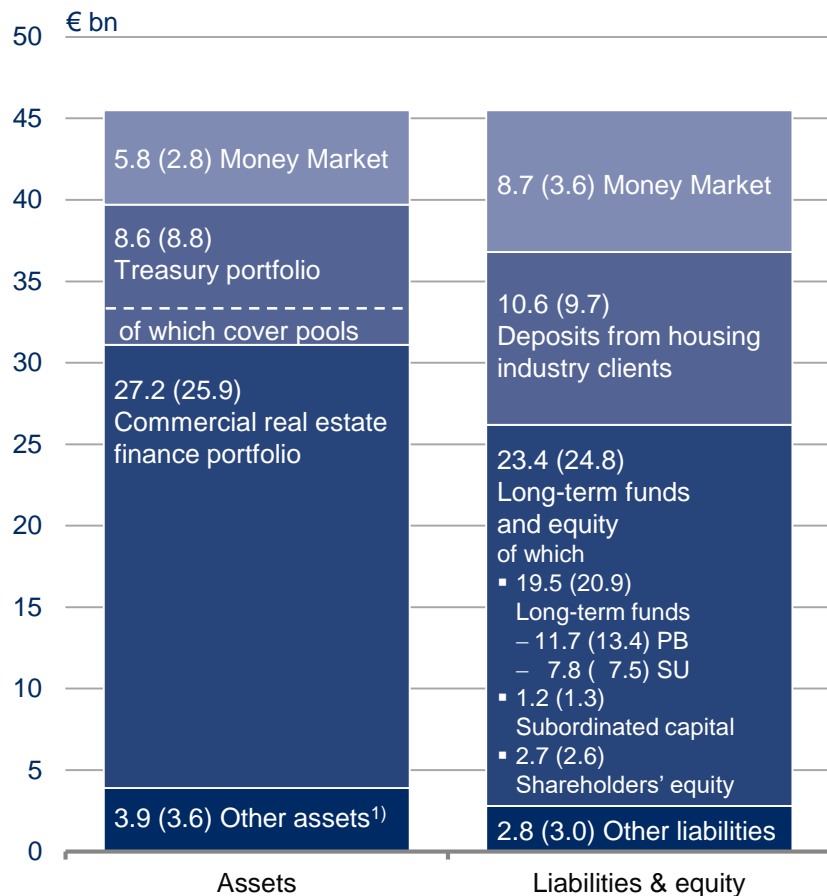 € bn
50
45
40
35
30
25
20
15
10
5
0
5.8 (2.8) Money Market
8.6 (8.8)
Treasury portfolio
of which cover pools
27.2 (25.9)
Commercial real estate
finance portfolio
3.9 (3.6) Other assets¹⁾
8.7 (3.6) Money Market
10.6 (9.7)
Deposits from housing
industry clients
23.4 (24.8)
Long-term funds
and equity
of which
▪ 19.5 (20.9)
Long-term funds
– 11.7 (13.4) PB
– 7.8 ( 7.5) SU
▪ 1.2 (1.3)
Subordinated capital
▪ 2.7 (2.6)
Shareholders’ equity
2.8 (3.0) Other liabilities
Assets
Liabilities & equity